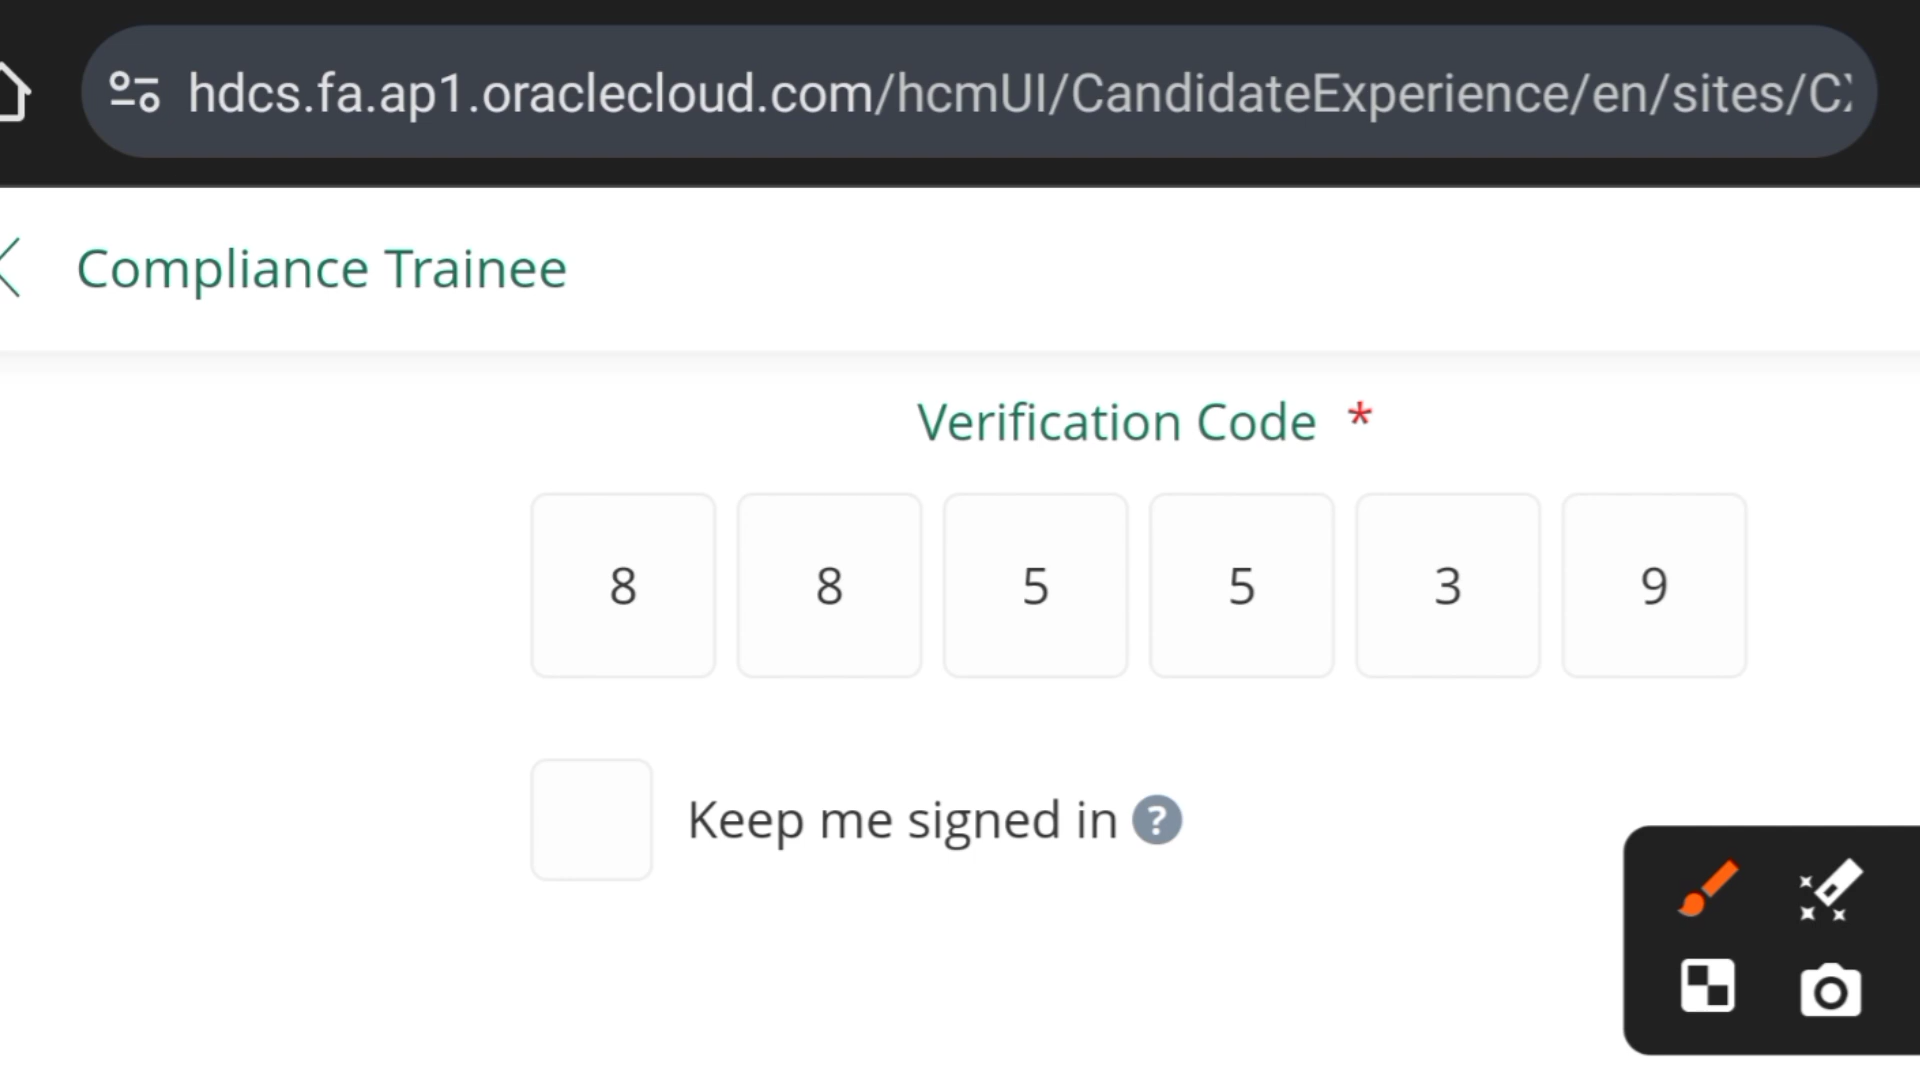 hdcs.fa.ap1.oraclecloud.com/hcmUI/CandidateExperience/en/sites/C
Compliance Trainee
Verification Code *
8 8 5 5 3 9
Keep me signed in ?